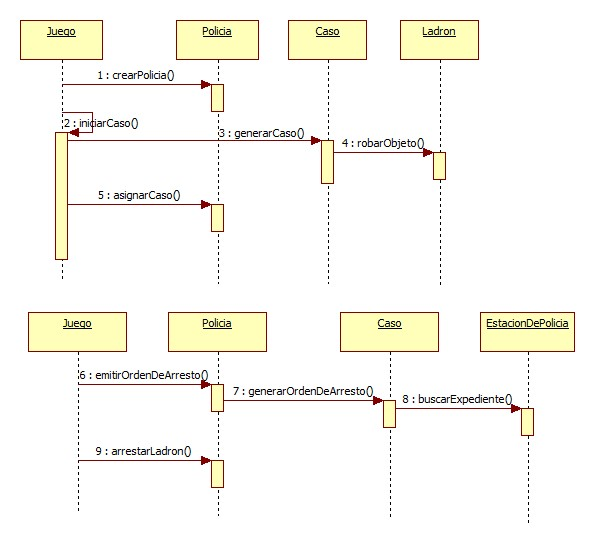 Juego
Policia
Caso
Ladron
1 : crearPolicia()
2 : iniciarCaso()
3 : generarCaso()
4 : robarObjeto()
5 : asignarCaso()
Juego
Policia
Caso
EstacionDePolicia
6 : emitirOrdenDeArresto()
7 : generarOrdenDeArresto()
8 : buscarExpediente()
9 : arrestarLadron()